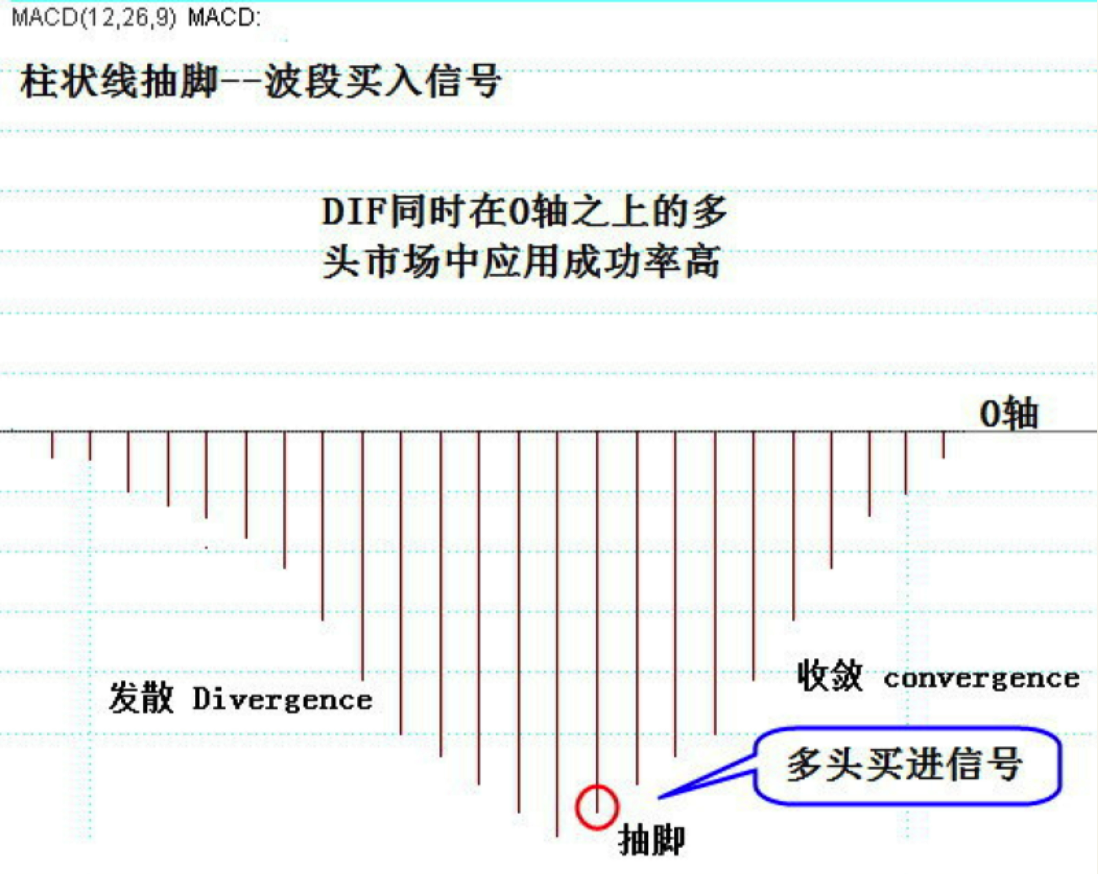 MACD(12,26,9) MACD:
柱状线抽脚--波段买入信号
DIF同时在0轴之上的多
头市场中应用成功率高
0轴
发散 Divergence
收敛 convergence
多头买进信号
抽脚